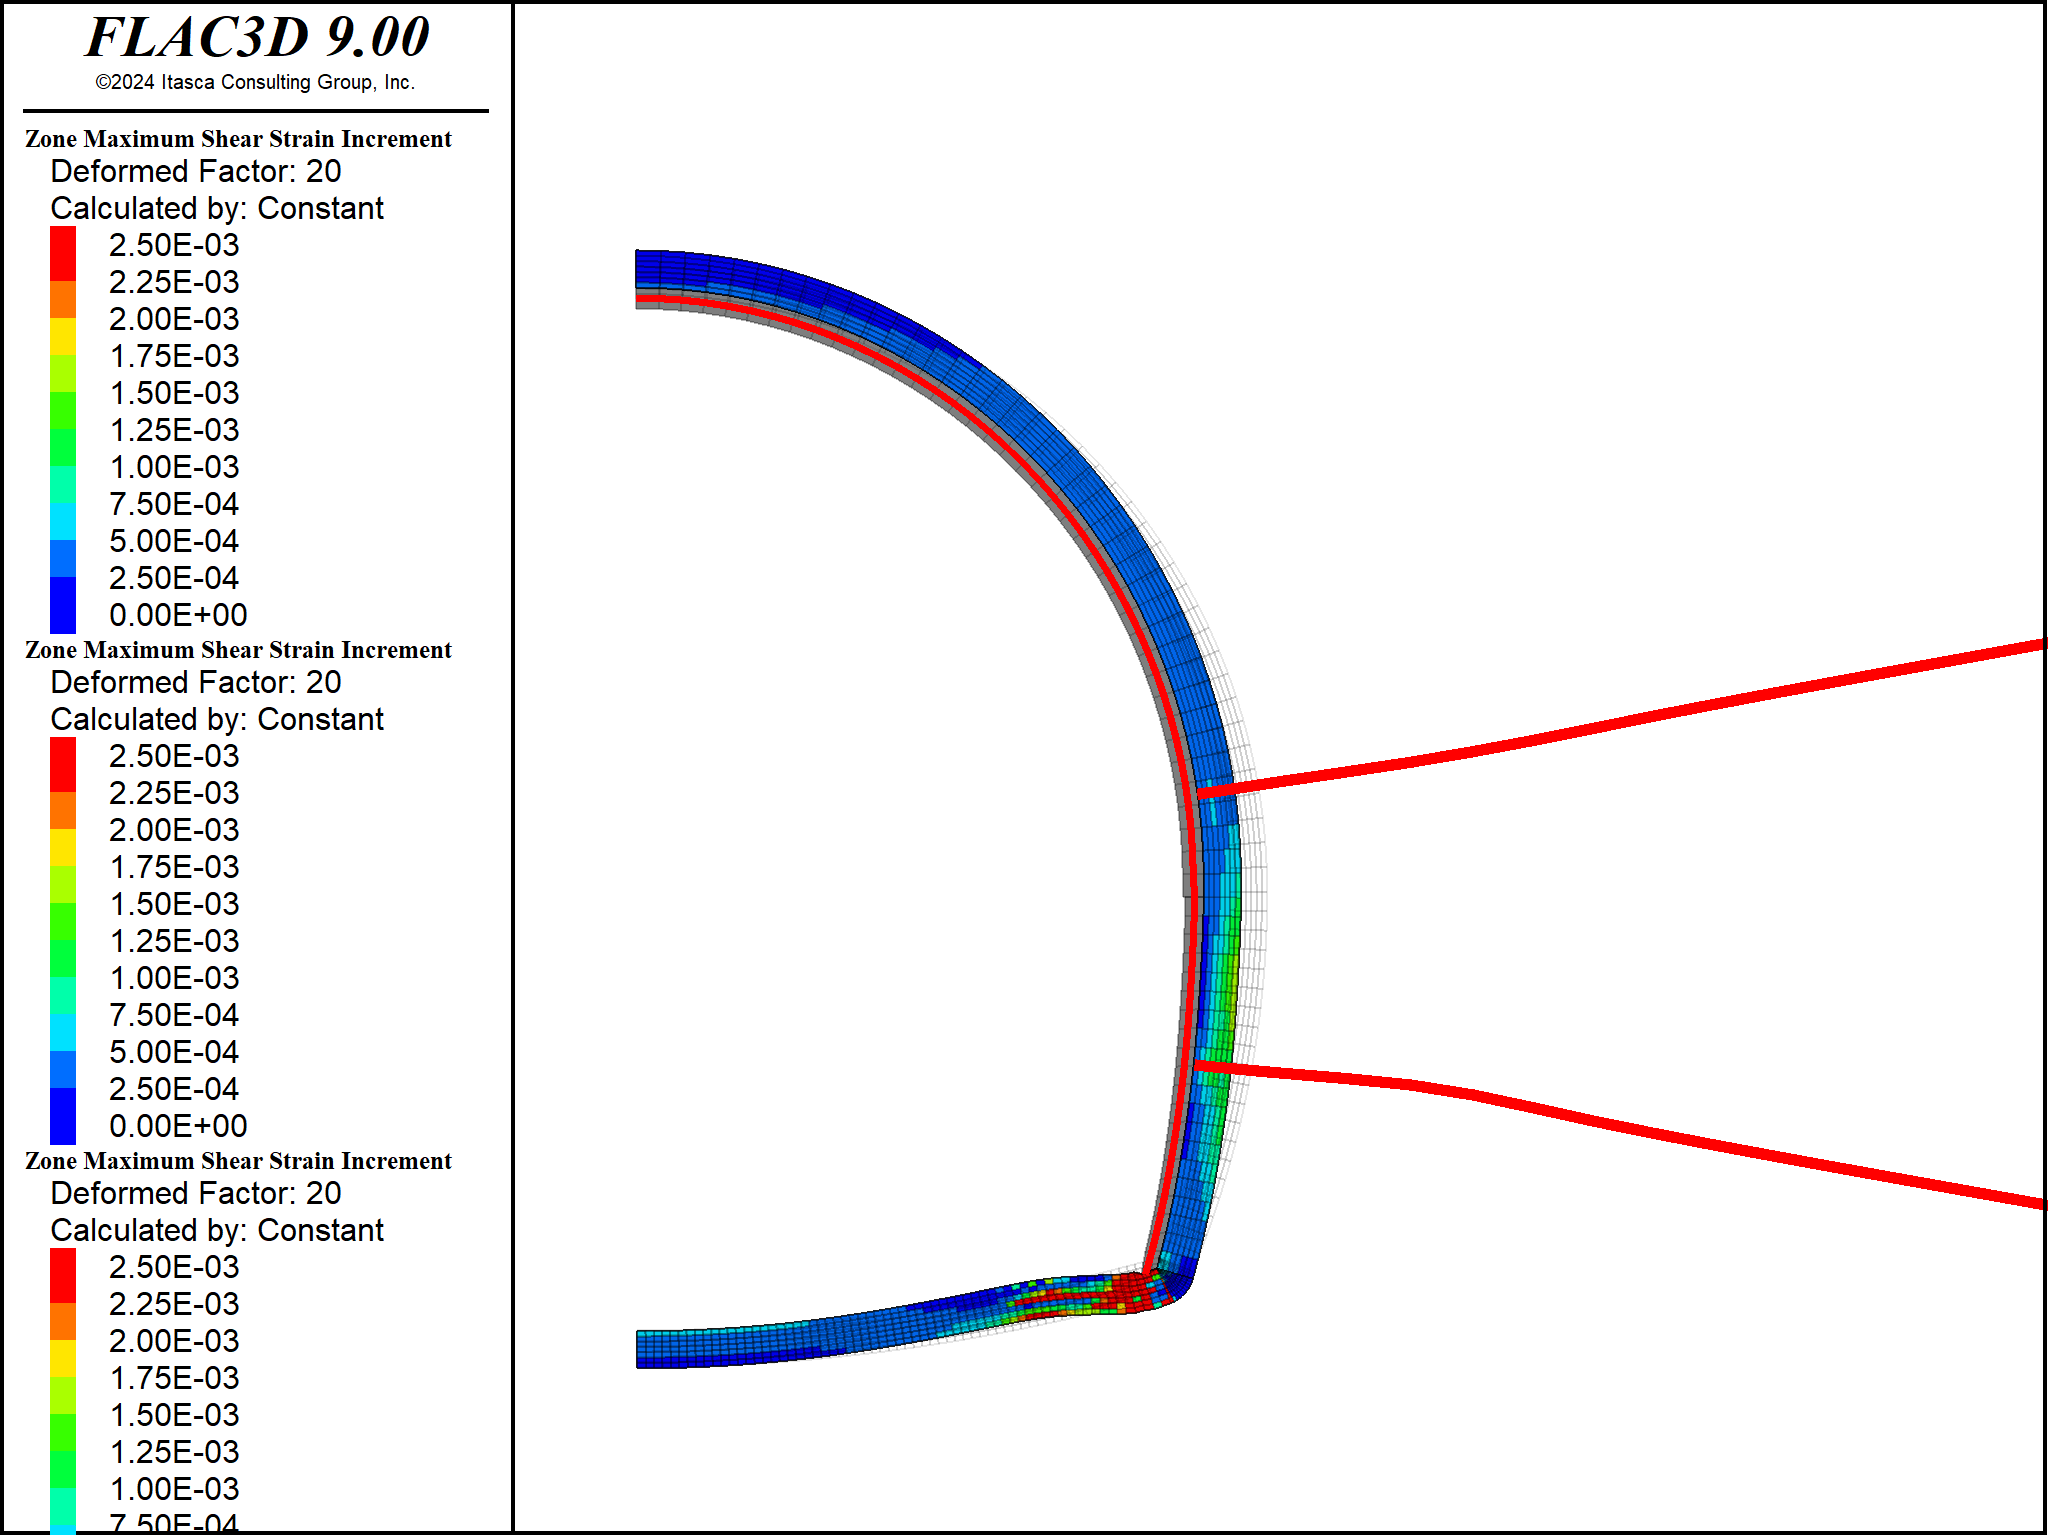 FLAC3D 9.00
©2024 Itasca Consulting Group, Inc.
Zone Maximum Shear Strain Increment
Deformed Factor: 20
Calculated by: Constant
2.50E-03
2.25E-03
2.00E-03
1.75E-03
1.50E-03
1.25E-03
1.00E-03
7.50E-04
5.00E-04
2.50E-04
0.00E+00
Zone Maximum Shear Strain Increment
Deformed Factor: 20
Calculated by: Constant
2.50E-03
2.25E-03
2.00E-03
1.75E-03
1.50E-03
1.25E-03
1.00E-03
7.50E-04
5.00E-04
2.50E-04
0.00E+00
Zone Maximum Shear Strain Increment
Deformed Factor: 20
Calculated by: Constant
2.50E-03
2.25E-03
2.00E-03
1.75E-03
1.50E-03
1.25E-03
1.00E-03
7.50E-04